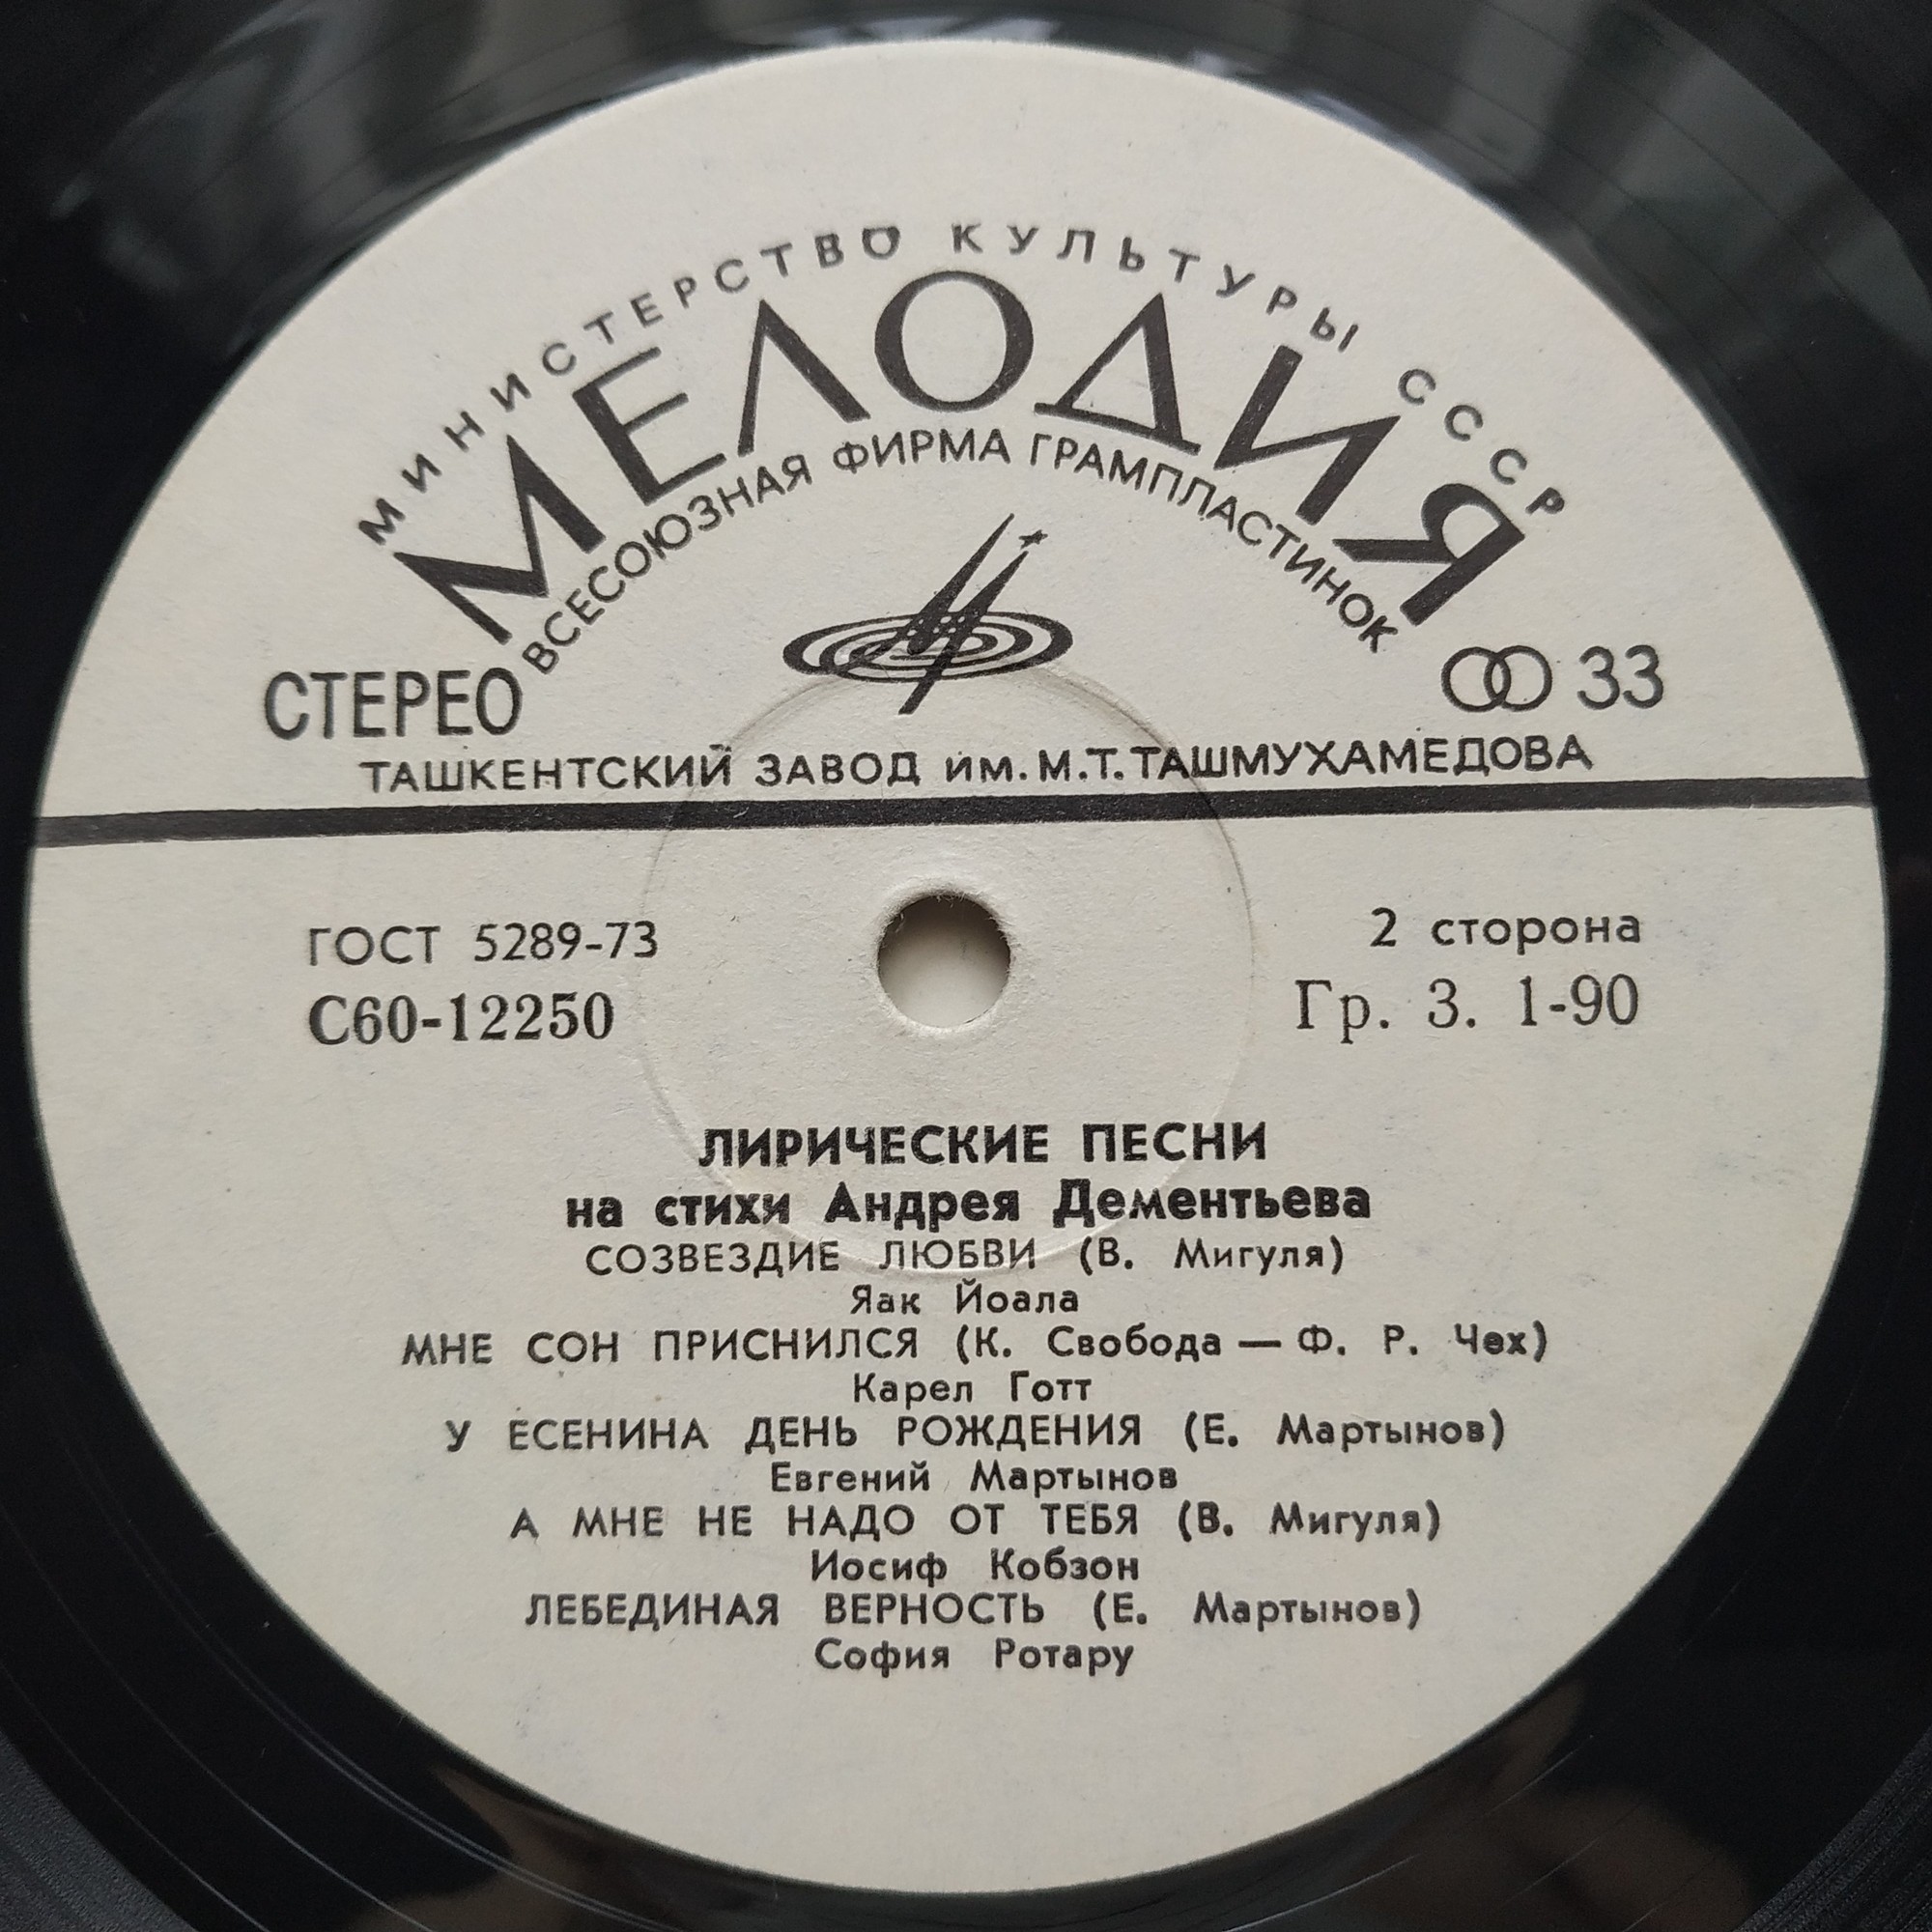 МИНИСТЕРСТВО КУЛЬТУРЫ СССР
МЕЛОДИЯ
ВСЕСОЮЗНАЯ ФИРМА ГРАМПЛАСТИНОК
СТЕРЕО
33
ТАШКЕНТСКИЙ ЗАВОД им. М.Т. ТАШМУХАМЕДОВА
ГОСТ 5289-73
2 сторона
С60-12250
Гр. 3. 1-90
ЛИРИЧЕСКИЕ ПЕСНИ
на стихи Андрея Дементьева
СОЗВЕЗДИЕ ЛЮБВИ (В. Мигуля)
Яак Йоала
МНЕ СОН ПРИСНИЛСЯ (К. Свобода — Ф. Р. Чех)
Карел Готт
У ЕСЕНИНА ДЕНЬ РОЖДЕНИЯ (Е. Мартынов)
Евгений Мартынов
А МНЕ НЕ НАДО ОТ ТЕБЯ (В. Мигуля)
Иосиф Кобзон
ЛЕБЕДИНАЯ ВЕРНОСТЬ (Е. Мартынов)
София Ротару